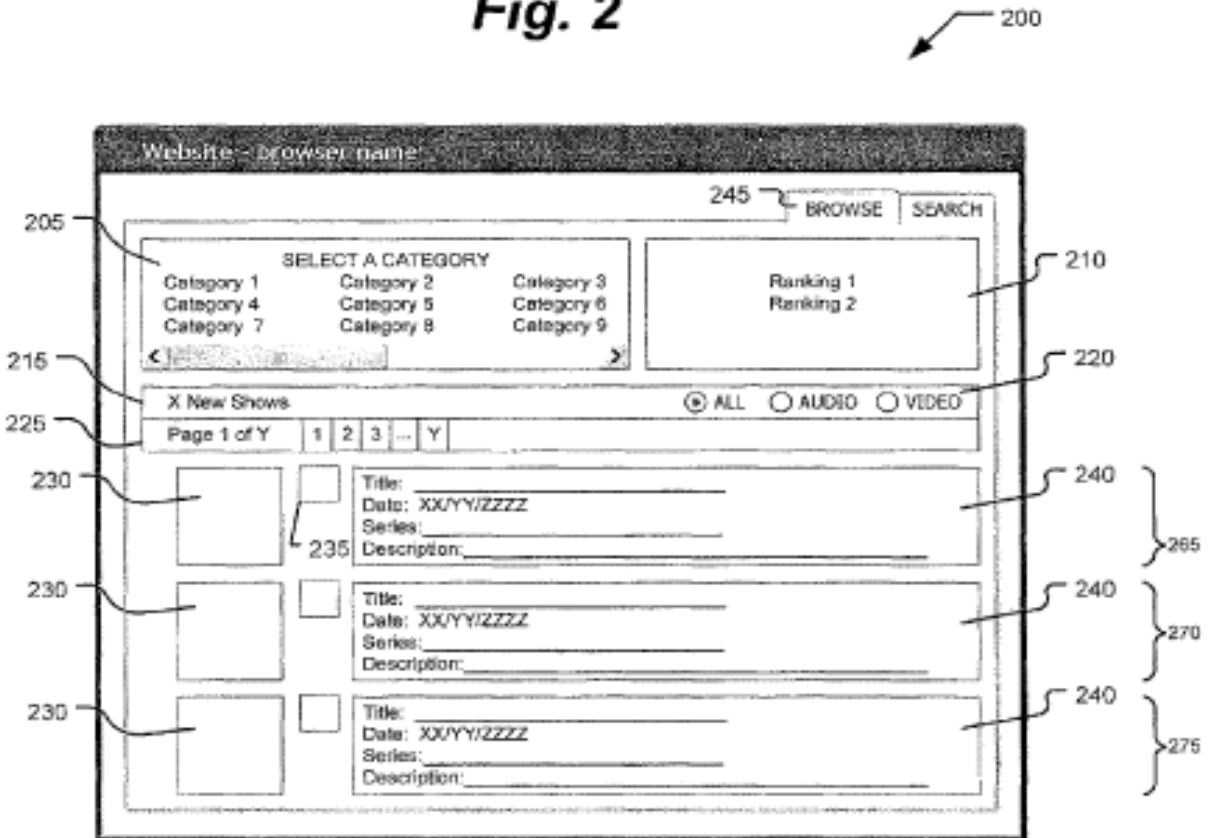 Fig. 2
200
Website - browser name
245
BROWSE SEARCH
205
SELECT A CATEGORY
Category 1 Category 2 Category 3
Category 4 Category 5 Category 6
Category 7 Category 8 Category 9
< >
Ranking 1
Ranking 2
210
215
X New Shows ALL AUDIO VIDEO
220
225
Page 1 of Y 1 2 3 ... Y
230
235
Title:
Date: XX/YY/ZZZZ
Series:
Description:
240
265
230
Title:
Date: XX/YY/ZZZZ
Series:
Description:
240
270
230
Title:
Date: XX/YY/ZZZZ
Series:
Description:
240
275